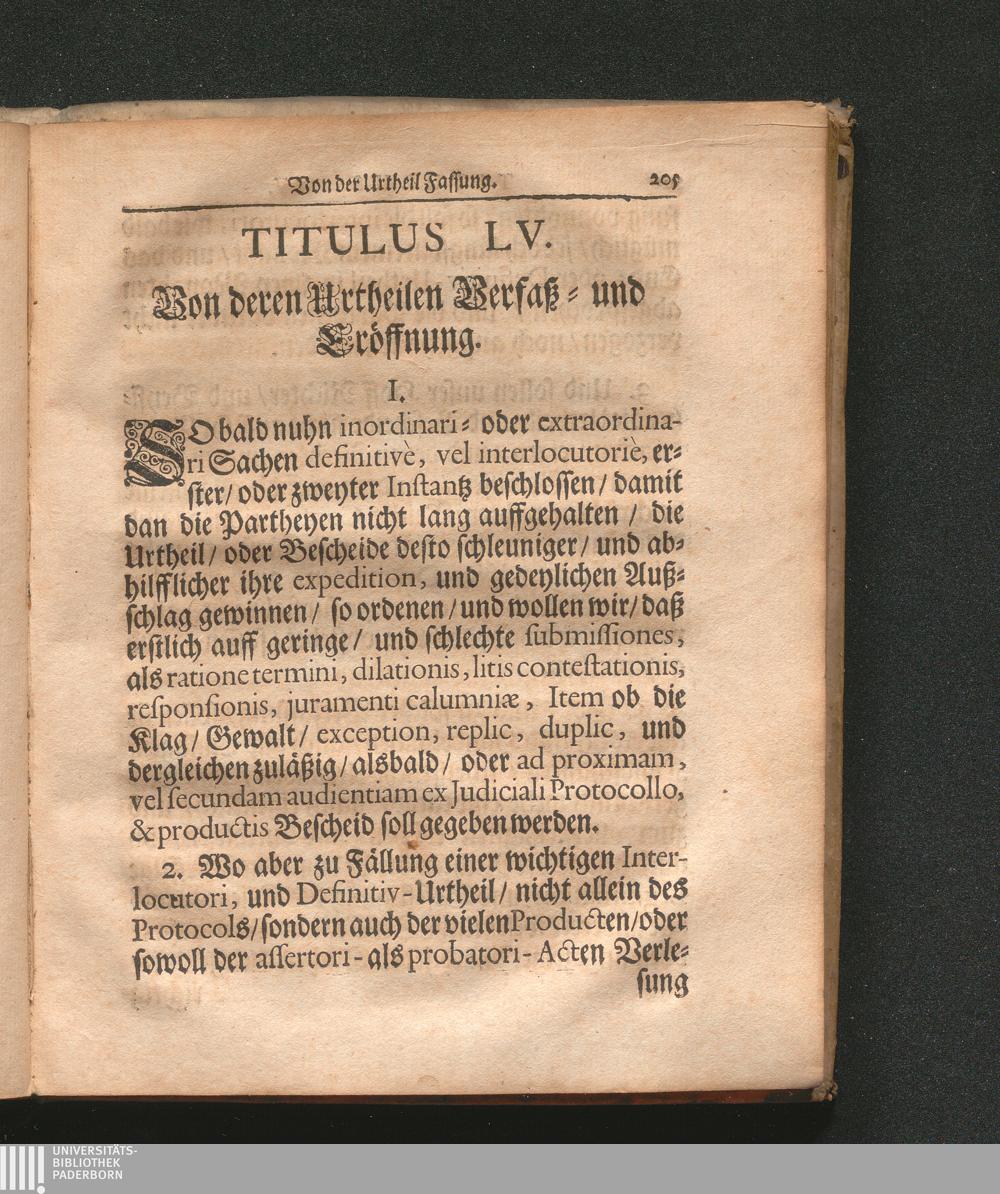 Von der Urtheil Fassung. 205
TITULUS LV.
Von deren Urtheilen Verfaß- und
Eröffnung.
I.
SObald nuhn inordinari- oder extraordina-
ri Sachen definitivè, vel interlocutoriè, er-
ster/ oder zweyter Instantz beschlossen/ damit
dan die Partheyen nicht lang auffgehalten / die
Urtheil/ oder Bescheide desto schleuniger/ und ab-
hilfflicher ihre expedition, und gedeylichen Auß-
schlag gewinnen/ so ordenen/ und wollen wir/ daß
erstlich auff geringe/ und schlechte submissiones,
als ratione termini, dilationis, litis contestationis,
responsionis, juramenti calumniæ, Item ob die
Klag/ Gewalt/ exception, replic, duplic, und
dergleichen zuläßig/ alsbald/ oder ad proximam,
vel secundam audientiam ex Judiciali Protocollo,
& productis Bescheid soll gegeben werden.
2. Wo aber zu Fällung einer wichtigen Inter-
locutori, und Definitiv-Urtheil/ nicht allein des
Protocols/ sondern auch der vielen Producten/ oder
sowoll der assertori- als probatori- Acten Verle-
sung
UNIVERSITÄTS-
BIBLIOTHEK
PADERBORN